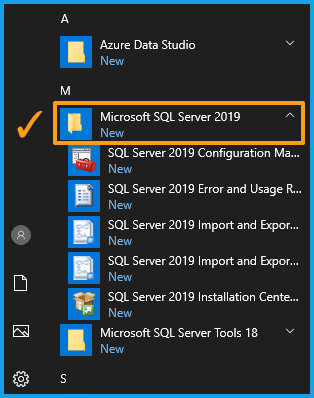 A
Azure Data Studio
New
M
Microsoft SQL Server 2019
New
SQL Server 2019 Configuration Ma...
New
SQL Server 2019 Error and Usage R...
New
SQL Server 2019 Import and Expor...
New
SQL Server 2019 Import and Expor...
New
SQL Server 2019 Installation Cente...
New
Microsoft SQL Server Tools 18
New
S